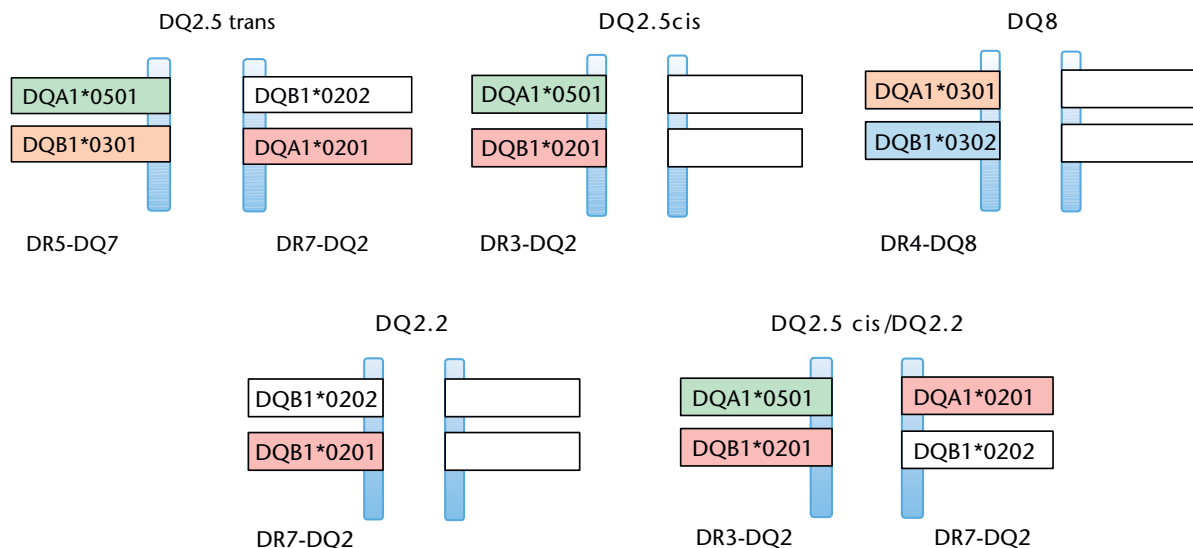 DQ2.5 trans
DQ2.5cis
DQ8
DQA1*0501
DQB1*0202
DQA1*0501
DQA1*0301
DQB1*0301
DQA1*0201
DQB1*0201
DQB1*0302
DR5-DQ7
DR7-DQ2
DR3-DQ2
DR4-DQ8
DQ2.2
DQ2.5 cis/DQ2.2
DQB1*0202
DQA1*0501
DQA1*0201
DQB1*0201
DQB1*0201
DQB1*0202
DR7-DQ2
DR3-DQ2
DR7-DQ2